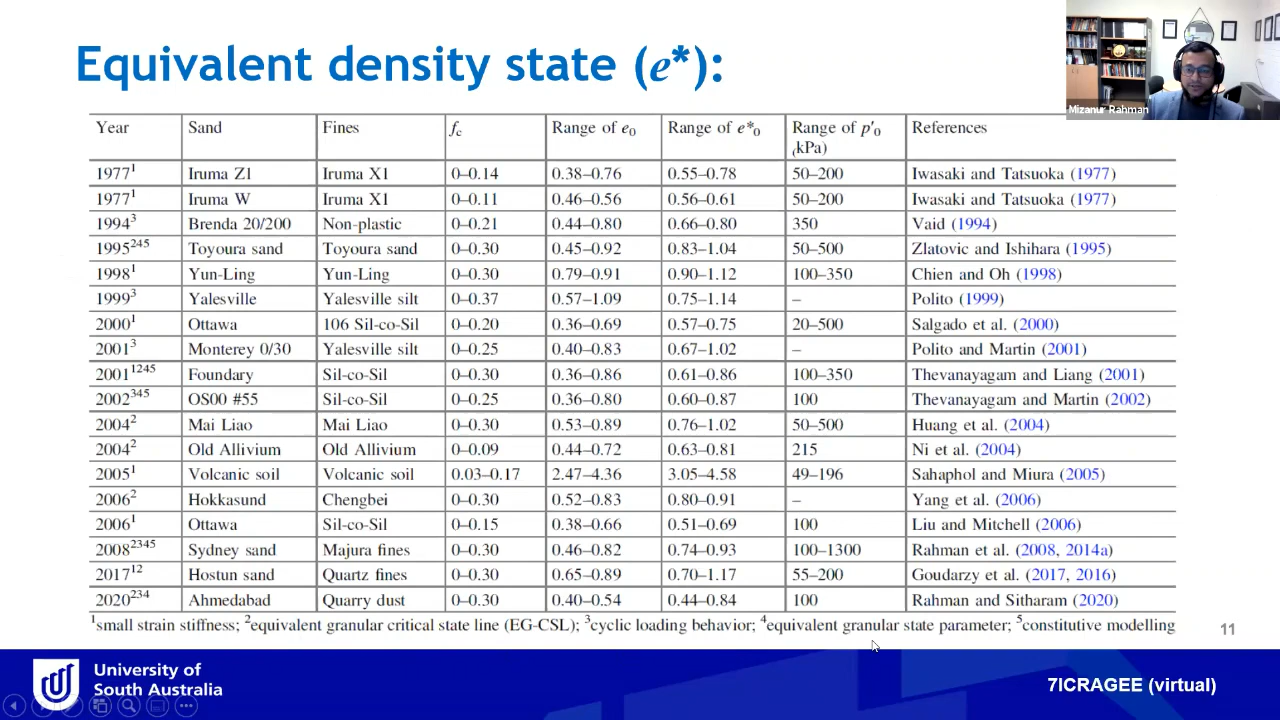 Equivalent density state (e*):
Mizanur Rahman
Year Sand Fines fc Range of e0 Range of e*0 Range of p′0 (kPa) References
1977¹ Iruma Z1 Iruma X1 0–0.14 0.38–0.76 0.55–0.78 50–200 Iwasaki and Tatsuoka (1977)
1977¹ Iruma W Iruma X1 0–0.11 0.46–0.56 0.56–0.61 50–200 Iwasaki and Tatsuoka (1977)
1994³ Brenda 20/200 Non-plastic 0–0.21 0.44–0.80 0.66–0.80 350 Vaid (1994)
1995²⁴⁵ Toyoura sand Toyoura sand 0–0.30 0.45–0.92 0.83–1.04 50–500 Zlatovic and Ishihara (1995)
1998¹ Yun-Ling Yun-Ling 0–0.30 0.79–0.91 0.90–1.12 100–350 Chien and Oh (1998)
1999³ Yalesville Yalesville silt 0–0.37 0.57–1.09 0.75–1.14 – Polito (1999)
2000¹ Ottawa 106 Sil-co-Sil 0–0.20 0.36–0.69 0.57–0.75 20–500 Salgado et al. (2000)
2001³ Monterey 0/30 Yalesville silt 0–0.25 0.40–0.83 0.67–1.02 – Polito and Martin (2001)
2001¹²⁴⁵ Foundary Sil-co-Sil 0–0.30 0.36–0.86 0.61–0.86 100–350 Thevanayagam and Liang (2001)
2002³⁴⁵ OS00 #55 Sil-co-Sil 0–0.25 0.36–0.80 0.60–0.87 100 Thevanayagam and Martin (2002)
2004² Mai Liao Mai Liao 0–0.30 0.53–0.89 0.76–1.02 50–500 Huang et al. (2004)
2004² Old Allivium Old Allivium 0–0.09 0.44–0.72 0.63–0.81 215 Ni et al. (2004)
2005¹ Volcanic soil Volcanic soil 0.03–0.17 2.47–4.36 3.05–4.58 49–196 Sahaphol and Miura (2005)
2006² Hokkasund Chengbei 0–0.30 0.52–0.83 0.80–0.91 – Yang et al. (2006)
2006¹ Ottawa Sil-co-Sil 0–0.15 0.38–0.66 0.51–0.69 100 Liu and Mitchell (2006)
2008²³⁴⁵ Sydney sand Majura fines 0–0.30 0.46–0.82 0.74–0.93 100–1300 Rahman et al. (2008, 2014a)
2017¹² Hostun sand Quartz fines 0–0.30 0.65–0.89 0.70–1.17 55–200 Goudarzy et al. (2017, 2016)
2020²³⁴ Ahmedabad Quarry dust 0–0.30 0.40–0.54 0.44–0.84 100 Rahman and Sitharam (2020)
¹small strain stiffness; ²equivalent granular critical state line (EG-CSL); ³cyclic loading behavior; ⁴equivalent granular state parameter; ⁵constitutive modelling
11
University of
South Australia
7ICRAGEE (virtual)